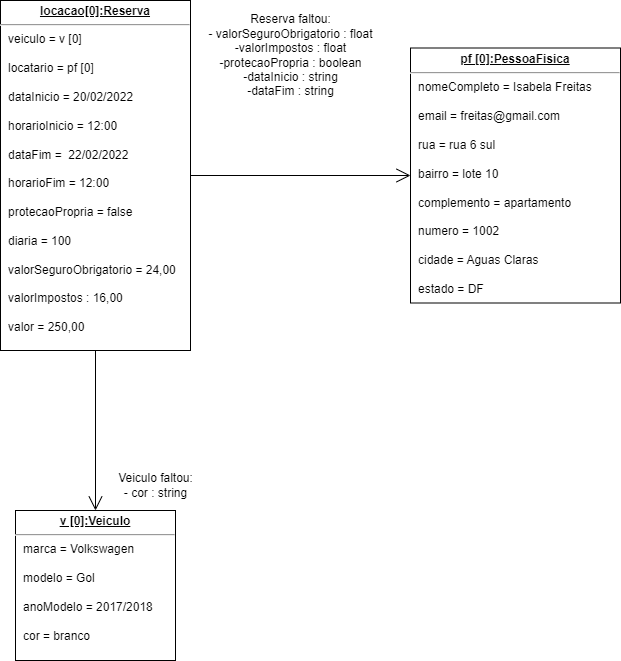 locacao[0]:Reserva
veiculo = v [0]
locatario = pf [0]
dataInicio = 20/02/2022
horarioInicio = 12:00
dataFim =  22/02/2022
horarioFim = 12:00
protecaoPropria = false
diaria = 100
valorSeguroObrigatorio = 24,00
valorImpostos : 16,00
valor = 250,00
Reserva faltou:
- valorSeguroObrigatorio : float
-valorImpostos : float
-protecaoPropria : boolean
-dataInicio : string
-dataFim : string
pf [0]:PessoaFisica
nomeCompleto = Isabela Freitas
email = freitas@gmail.com
rua = rua 6 sul
bairro = lote 10
complemento = apartamento
numero = 1002
cidade = Aguas Claras
estado = DF
Veiculo faltou:
- cor : string
v [0]:Veiculo
marca = Volkswagen
modelo = Gol
anoModelo = 2017/2018
cor = branco